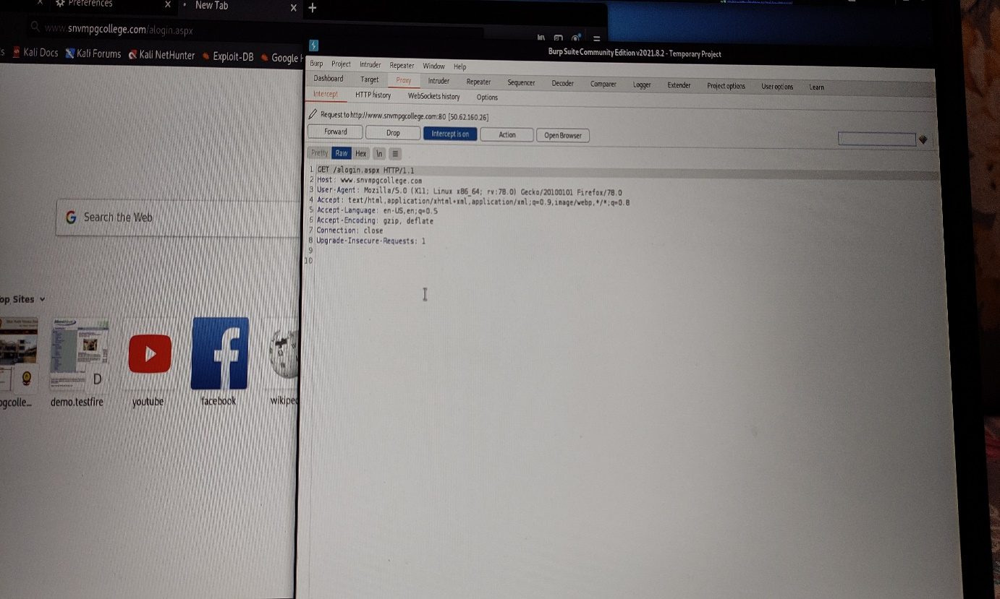 Preferences
New Tab
www.snvmpgcollege.com/alogin.aspx
Kali Docs Kali Forums Kali NetHunter Exploit-DB Google
Burp Suite Community Edition v2021.8.2 - Temporary Project
Burp Project Intruder Repeater Window Help
Dashboard Target Proxy Intruder Repeater Sequencer Decoder Comparer Logger Extender Project options User options Learn
Intercept HTTP history WebSockets history Options
Request to http://www.snvmpgcollege.com:80 [50.62.160.26]
Forward Drop Intercept is on Action Open Browser
Pretty Raw Hex \n
1 GET /alogin.aspx HTTP/1.1
2 Host: www.snvmpgcollege.com
3 User-Agent: Mozilla/5.0 (X11; Linux x86_64; rv:78.0) Gecko/20100101 Firefox/78.0
4 Accept: text/html,application/xhtml+xml,application/xml;q=0.9,image/webp,*/*;q=0.8
5 Accept-Language: en-US,en;q=0.5
6 Accept-Encoding: gzip, deflate
7 Connection: close
8 Upgrade-Insecure-Requests: 1
9
10
G Search the Web
op Sites
D
pgcolle... demo.testfire youtube facebook wikiped